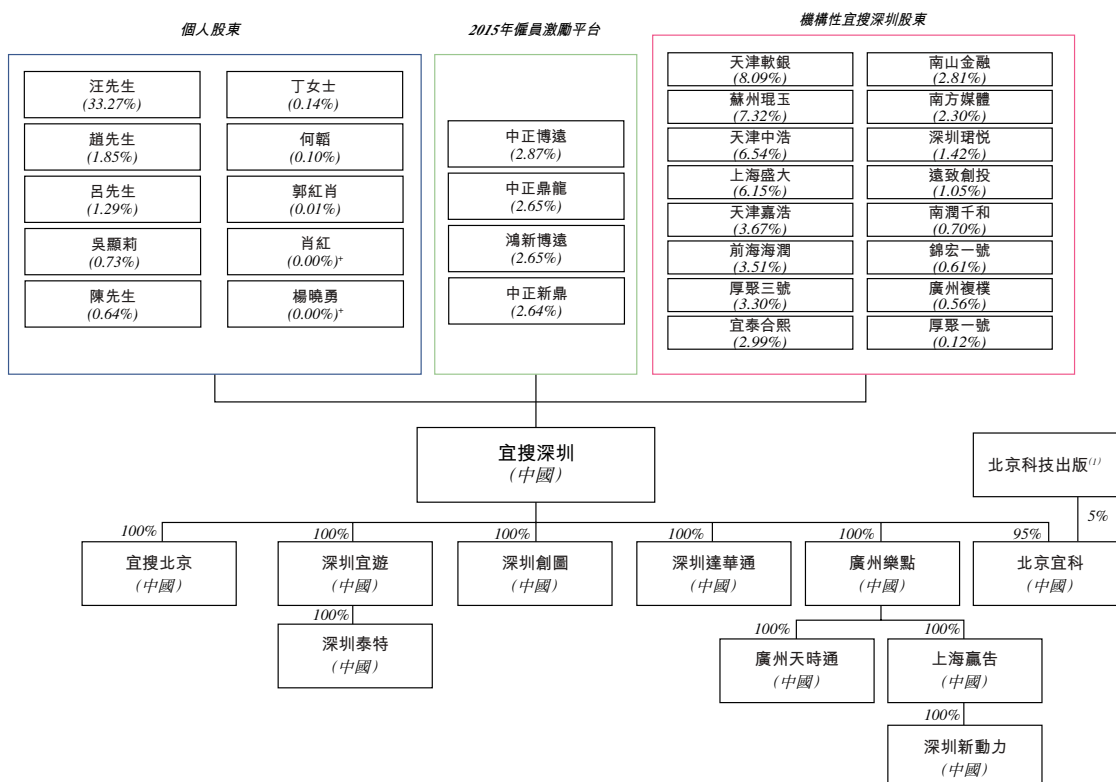 個人股東
2015年僱員激勵平台
機構性宜搜深圳股東
汪先生
(33.27%)
丁女士
(0.14%)
趙先生
(1.85%)
何韜
(0.10%)
呂先生
(1.29%)
郭紅肖
(0.01%)
吳顯莉
(0.73%)
肖紅
(0.00%)+
陳先生
(0.64%)
楊曉勇
(0.00%)+
中正博遠
(2.87%)
中正鼎龍
(2.65%)
鴻新博遠
(2.65%)
中正新鼎
(2.64%)
天津軟銀
(8.09%)
南山金融
(2.81%)
蘇州琨玉
(7.32%)
南方媒體
(2.30%)
天津中浩
(6.54%)
深圳珺悦
(1.42%)
上海盛大
(6.15%)
遠致創投
(1.05%)
天津嘉浩
(3.67%)
南潤千和
(0.70%)
前海海潤
(3.51%)
錦宏一號
(0.61%)
厚聚三號
(3.30%)
廣州複樸
(0.56%)
宜泰合熙
(2.99%)
厚聚一號
(0.12%)
宜搜深圳
(中國)
北京科技出版(1)
100%
100%
100%
100%
100%
95%
5%
宜搜北京
(中國)
深圳宜遊
(中國)
深圳創圖
(中國)
深圳達華通
(中國)
廣州樂點
(中國)
北京宜科
(中國)
100%
100%
100%
深圳泰特
(中國)
廣州天時通
(中國)
上海贏告
(中國)
100%
深圳新動力
(中國)